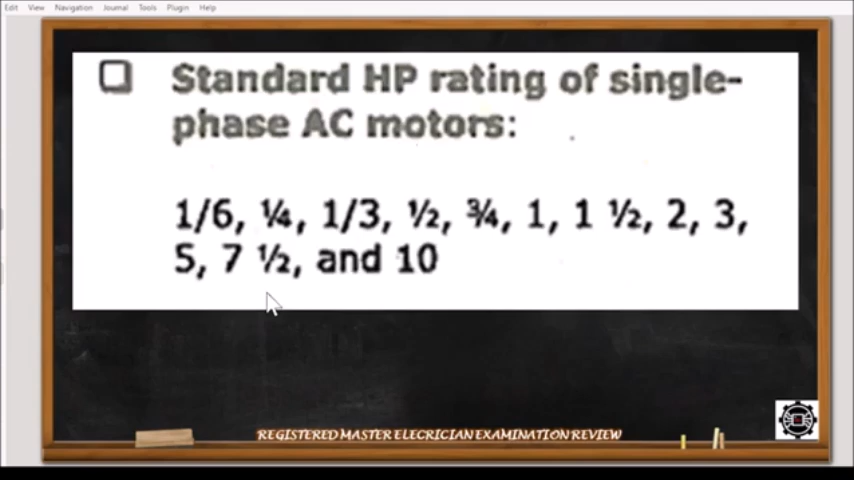 Edit View Navigation Journal Tools Plugin Help
Standard HP rating of single-
phase AC motors:
1/6, ¼, 1/3, ½, ¾, 1, 1 ½, 2, 3,
5, 7 ½, and 10
REGISTERED MASTER ELECRICIAN EXAMINATION REVIEW